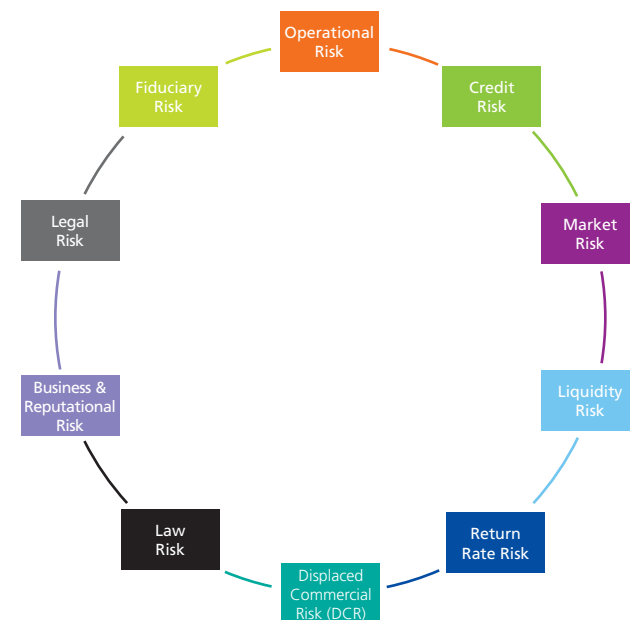 Operational
Risk
Credit
Risk
Market
Risk
Liquidity
Risk
Return
Rate Risk
Displaced
Commercial
Risk (DCR)
Law
Risk
Business &
Reputational
Risk
Legal
Risk
Fiduciary
Risk